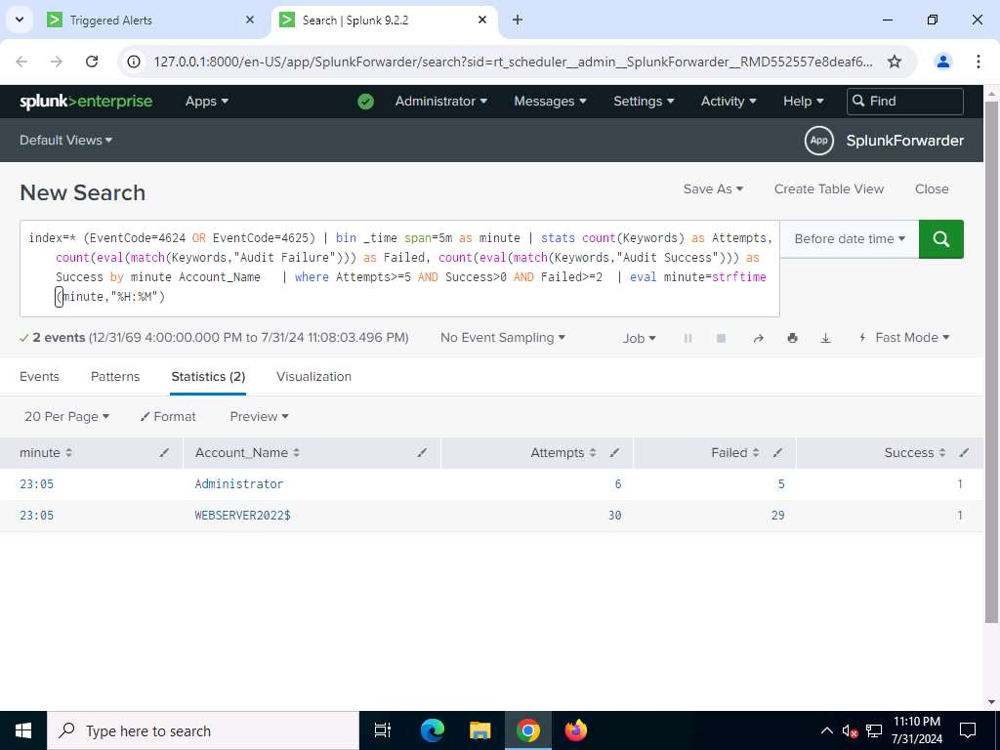 Triggered Alerts
Search | Splunk 9.2.2
127.0.0.1:8000/en-US/app/SplunkForwarder/search?sid=rt_scheduler__admin__SplunkForwarder__RMD552557e8deaf6...
splunk>enterprise Apps Administrator Messages Settings Activity Help Find
Default Views App SplunkForwarder
New Search Save As Create Table View Close
index=* (EventCode=4624 OR EventCode=4625) | bin _time span=5m as minute | stats count(Keywords) as Attempts,
count(eval(match(Keywords,"Audit Failure"))) as Failed, count(eval(match(Keywords,"Audit Success"))) as
Success by minute Account_Name | where Attempts>=5 AND Success>0 AND Failed>=2 | eval minute=strftime
(minute,"%H:%M")
Before date time
2 events (12/31/69 4:00:00.000 PM to 7/31/24 11:08:03.496 PM) No Event Sampling Job Fast Mode
Events Patterns Statistics (2) Visualization
20 Per Page Format Preview
minute Account_Name Attempts Failed Success
23:05 Administrator 6 5 1
23:05 WEBSERVER2022$ 30 29 1
Type here to search
11:10 PM
7/31/2024